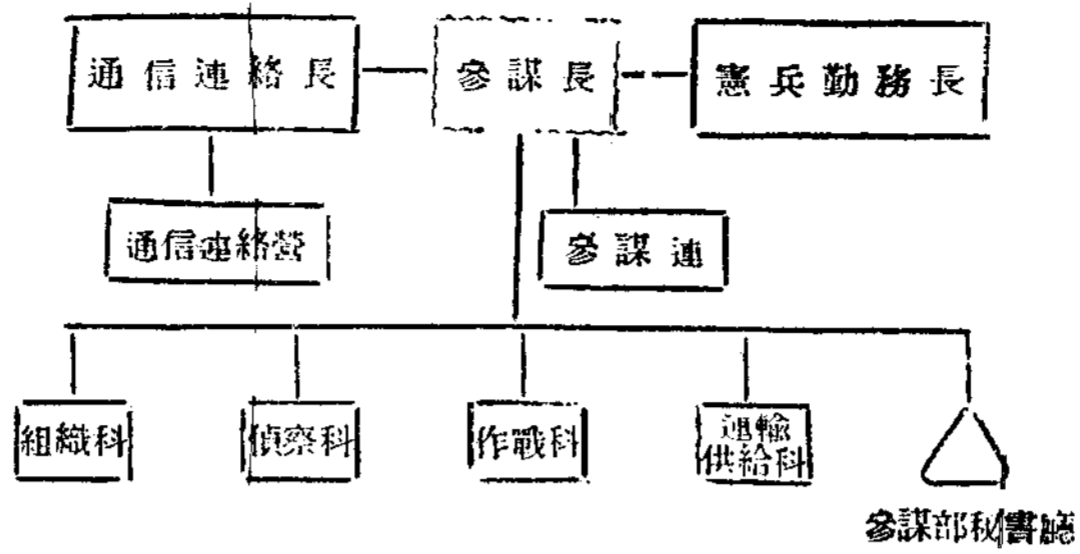 通信連絡長
參謀長
憲兵勤務長
通信連絡營
參謀連
組織科
偵察科
作戰科
運輸
供給科
參謀部秘書廳